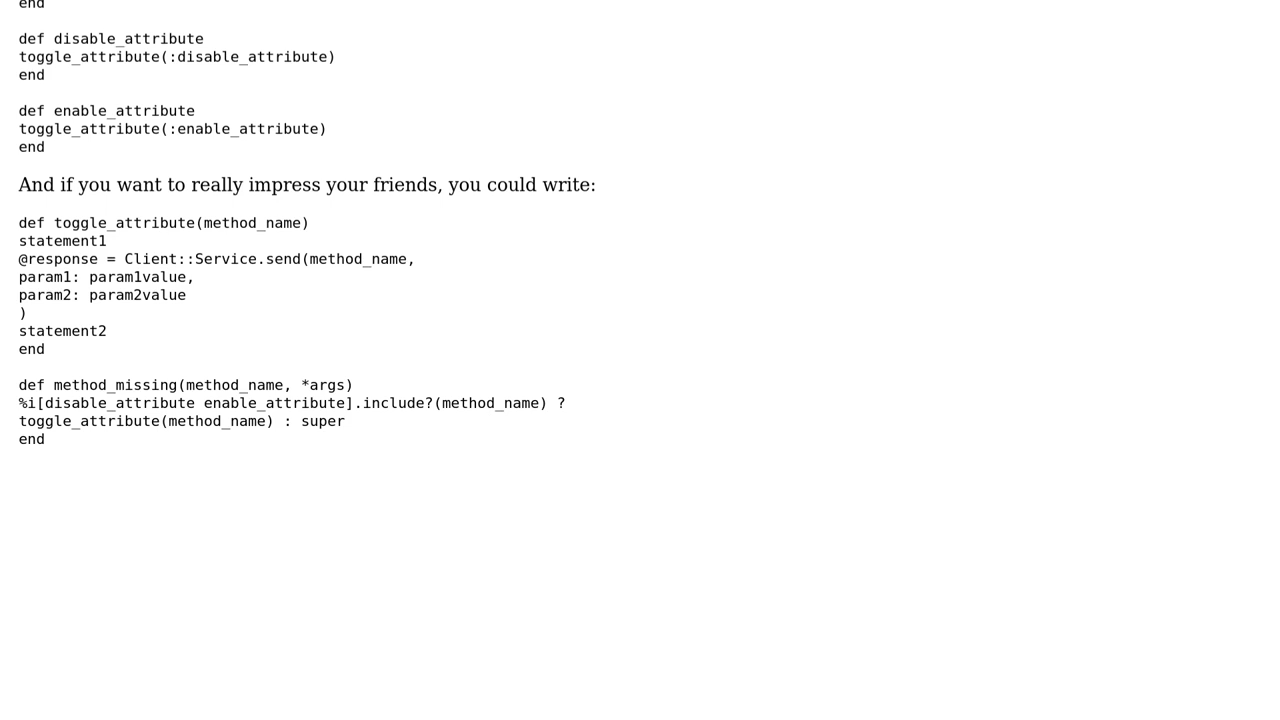 end
def disable_attribute
toggle_attribute(:disable_attribute)
end
def enable_attribute
toggle_attribute(:enable_attribute)
end
And if you want to really impress your friends, you could write:
def toggle_attribute(method_name)
statement1
@response = Client::Service.send(method_name,
param1: param1value,
param2: param2value
)
statement2
end
def method_missing(method_name, *args)
%i[disable_attribute enable_attribute].include?(method_name) ?
toggle_attribute(method_name) : super
end